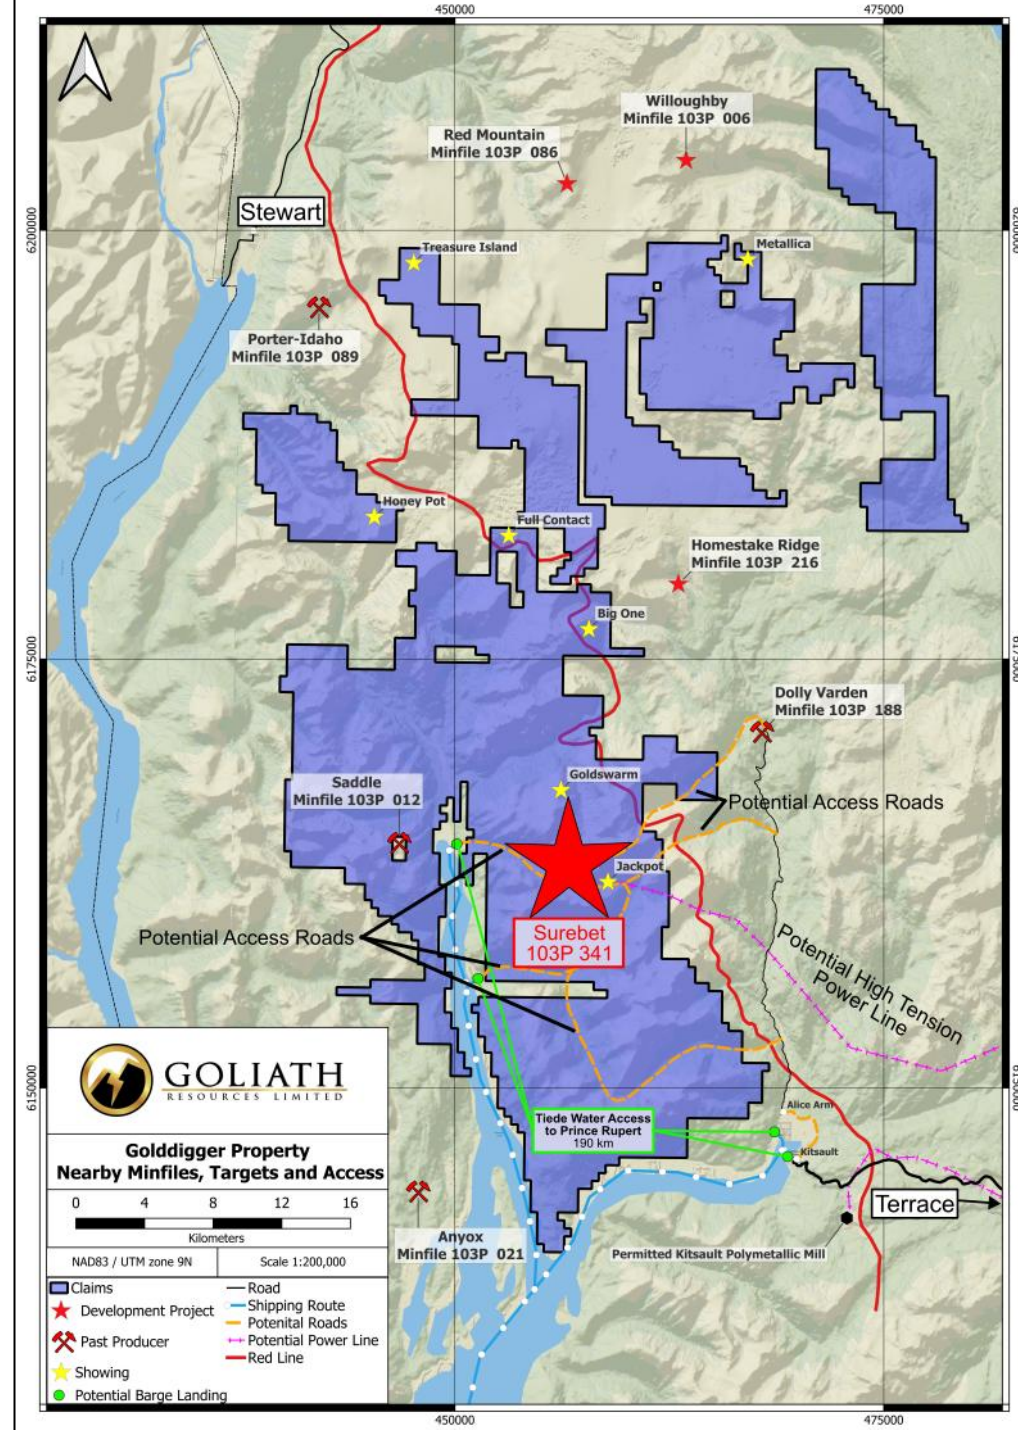 450000
475000
Willoughby
Minfile 103P 006
Red Mountain
Minfile 103P 086
Stewart
6200000
6200000
Treasure Island
Metallica
Porter-Idaho
Minfile 103P 089
Honey Pot
Full Contact
Homestake Ridge
Minfile 103P 216
Big One
6175000
6175000
Dolly Varden
Minfile 103P 188
Goldswarm
Saddle
Minfile 103P 012
Potential Access Roads
Jackpot
Potential Access Roads
Surebet
103P 341
Potential High Tension
Power Line
GOLIATH
RESOURCES LIMITED
6150000
6150000
Alice Arm
Tiede Water Access
to Prince Rupert
190 km
Kitsault
Golddigger Property
Nearby Minfiles, Targets and Access
0 4 8 12 16
Kilometers
Terrace
Anyox
Minfile 103P 021
Permitted Kitsault Polymetallic Mill
NAD83 / UTM zone 9N
Scale 1:200,000
Claims
Development Project
Past Producer
Showing
Potential Barge Landing
Road
Shipping Route
Potenital Roads
Potential Power Line
Red Line
450000
475000